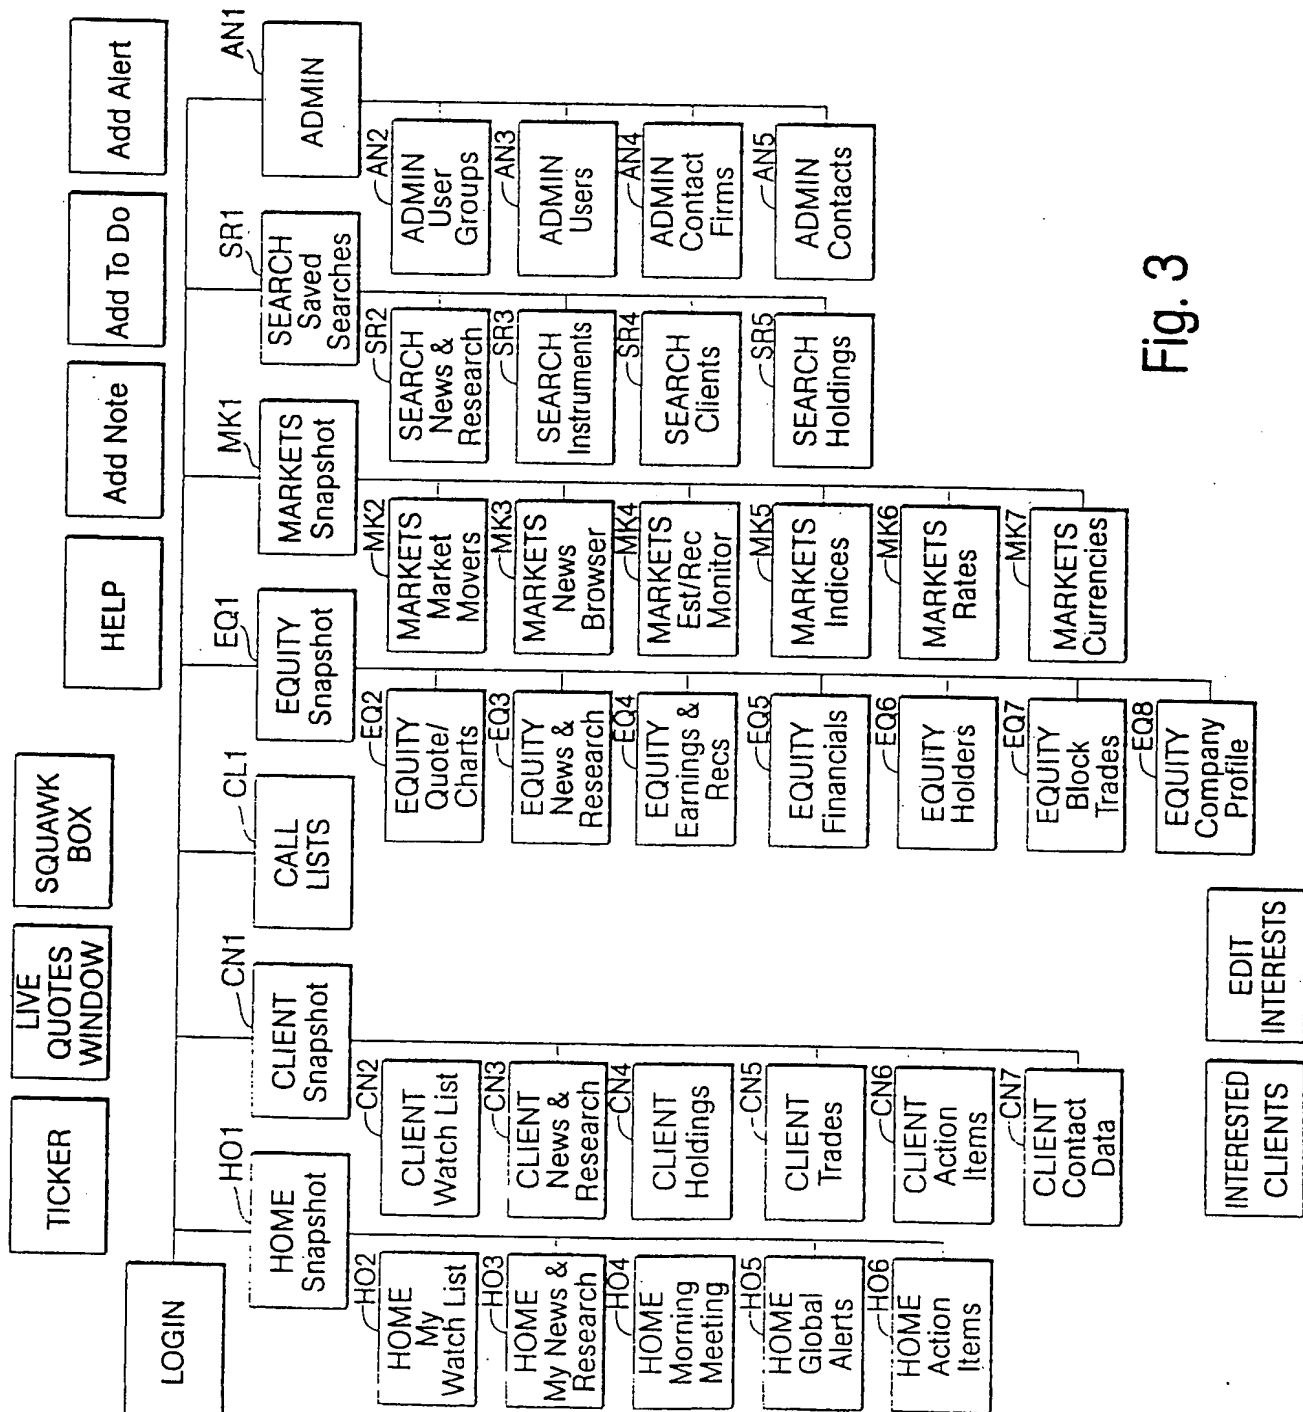 TICKER
LIVE
QUOTES
WINDOW
SQUAWK
BOX
HELP
Add Note
Add To Do
Add Alert
LOGIN
HO1
HOME
Snapshot
HO2
HOME
My
Watch List
HO3
HOME
My News &
Research
HO4
HOME
Morning
Meeting
HO5
HOME
Global
Alerts
HO6
HOME
Action
Items
CN1
CLIENT
Snapshot
CN2
CLIENT
Watch List
CN3
CLIENT
News &
Research
CN4
CLIENT
Holdings
CN5
CLIENT
Trades
CN6
CLIENT
Action
Items
CN7
CLIENT
Contact
Data
CL1
CALL
LISTS
EQ1
EQUITY
Snapshot
EQ2
EQUITY
Quote/
Charts
EQ3
EQUITY
News &
Research
EQ4
EQUITY
Earnings &
Recs
EQ5
EQUITY
Financials
EQ6
EQUITY
Holders
EQ7
EQUITY
Block
Trades
EQ8
EQUITY
Company
Profile
MK1
MARKETS
Snapshot
MK2
MARKETS
Market
Movers
MK3
MARKETS
News
Browser
MK4
MARKETS
Est/Rec
Monitor
MK5
MARKETS
Indices
MK6
MARKETS
Rates
MK7
MARKETS
Currencies
SR1
SEARCH
Saved
Searches
SR2
SEARCH
News &
Research
SR3
SEARCH
Instruments
SR4
SEARCH
Clients
SR5
SEARCH
Holdings
AN1
ADMIN
AN2
ADMIN
User
Groups
AN3
ADMIN
Users
AN4
ADMIN
Contact
Firms
AN5
ADMIN
Contacts
INTERESTED
CLIENTS
EDIT
INTERESTS
Fig. 3